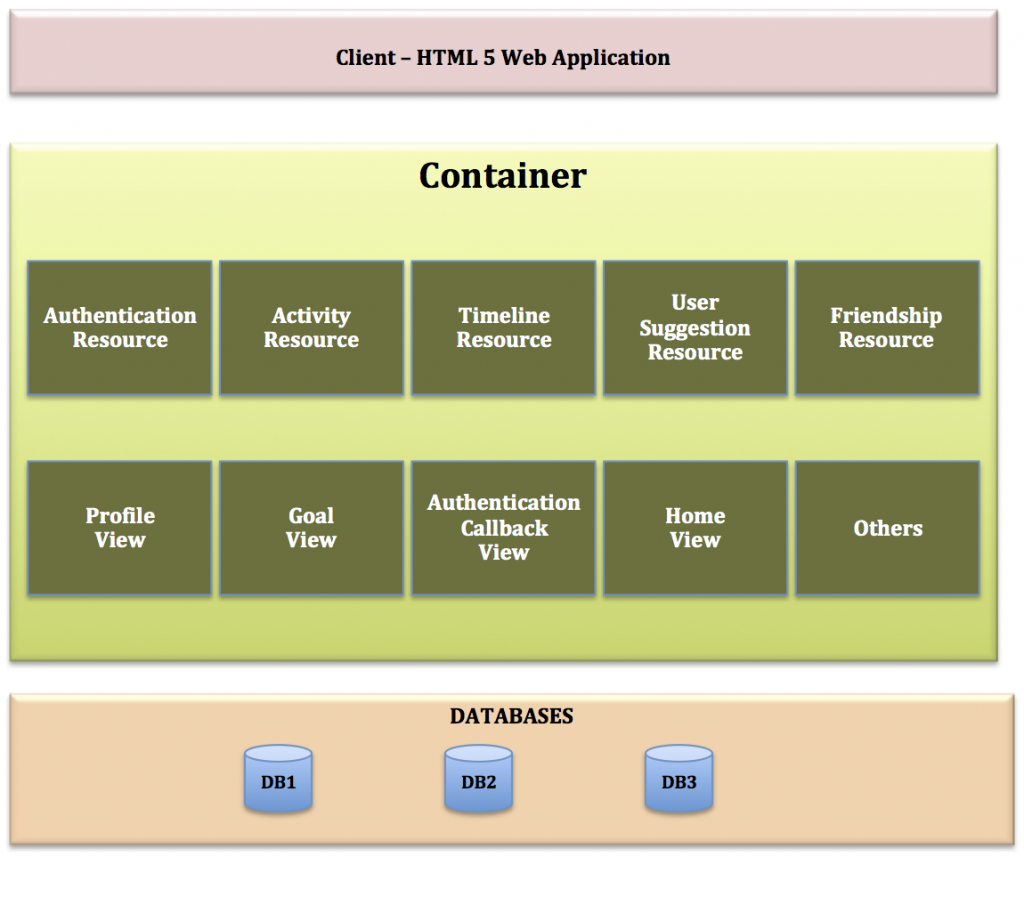 Client – HTML 5 Web Application
Container
Authentication
Resource
Activity
Resource
Timeline
Resource
User
Suggestion
Resource
Friendship
Resource
Profile
View
Goal
View
Authentication
Callback
View
Home
View
Others
DATABASES
DB1
DB2
DB3